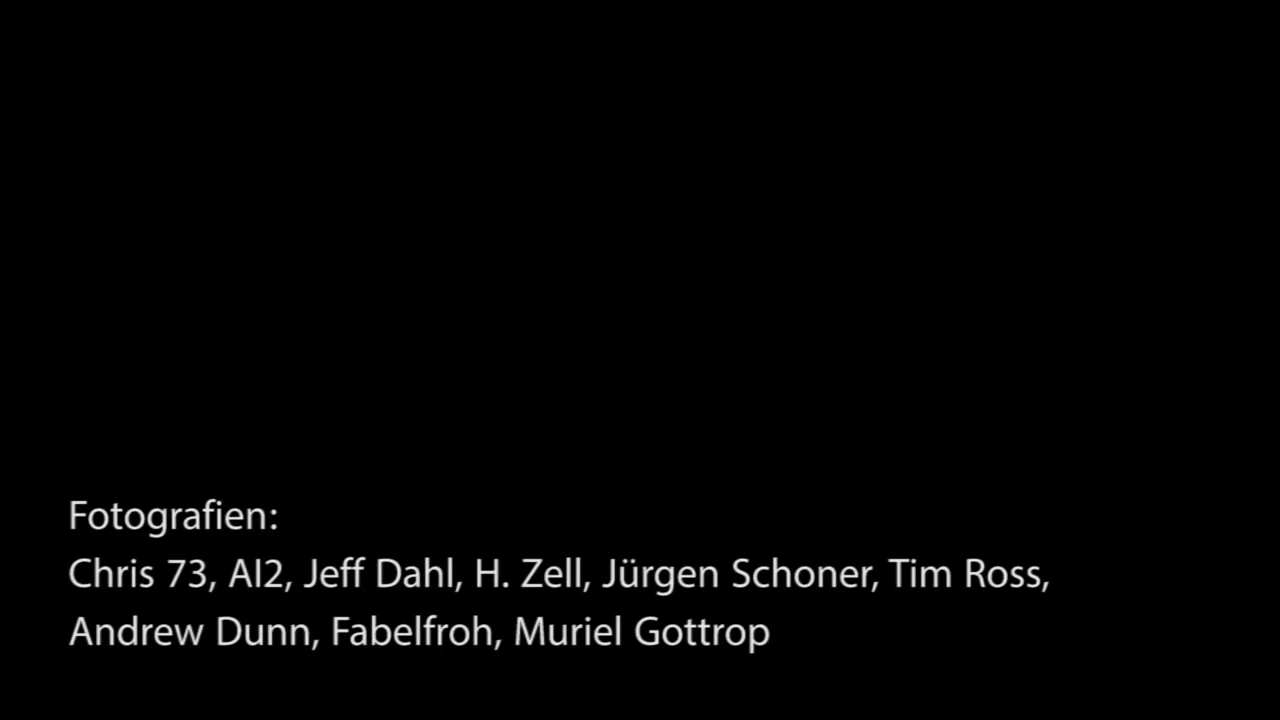 Fotografien:
Chris 73, AI2, Jeff Dahl, H. Zell, Jürgen Schoner, Tim Ross,
Andrew Dunn, Fabelfroh, Muriel Gottrop